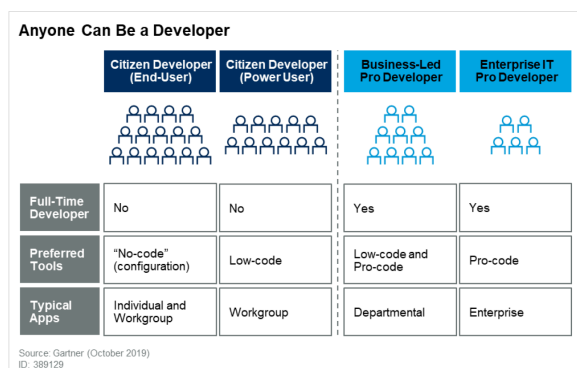 Anyone Can Be a Developer
Citizen Developer
(End-User)
Citizen Developer
(Power User)
Business-Led
Pro Developer
Enterprise IT
Pro Developer
Full-Time
Developer
No
No
Yes
Yes
Preferred
Tools
“No-code”
(configuration)
Low-code
Low-code and
Pro-code
Pro-code
Typical
Apps
Individual and
Workgroup
Workgroup
Departmental
Enterprise
Source: Gartner (October 2019)
ID: 389129